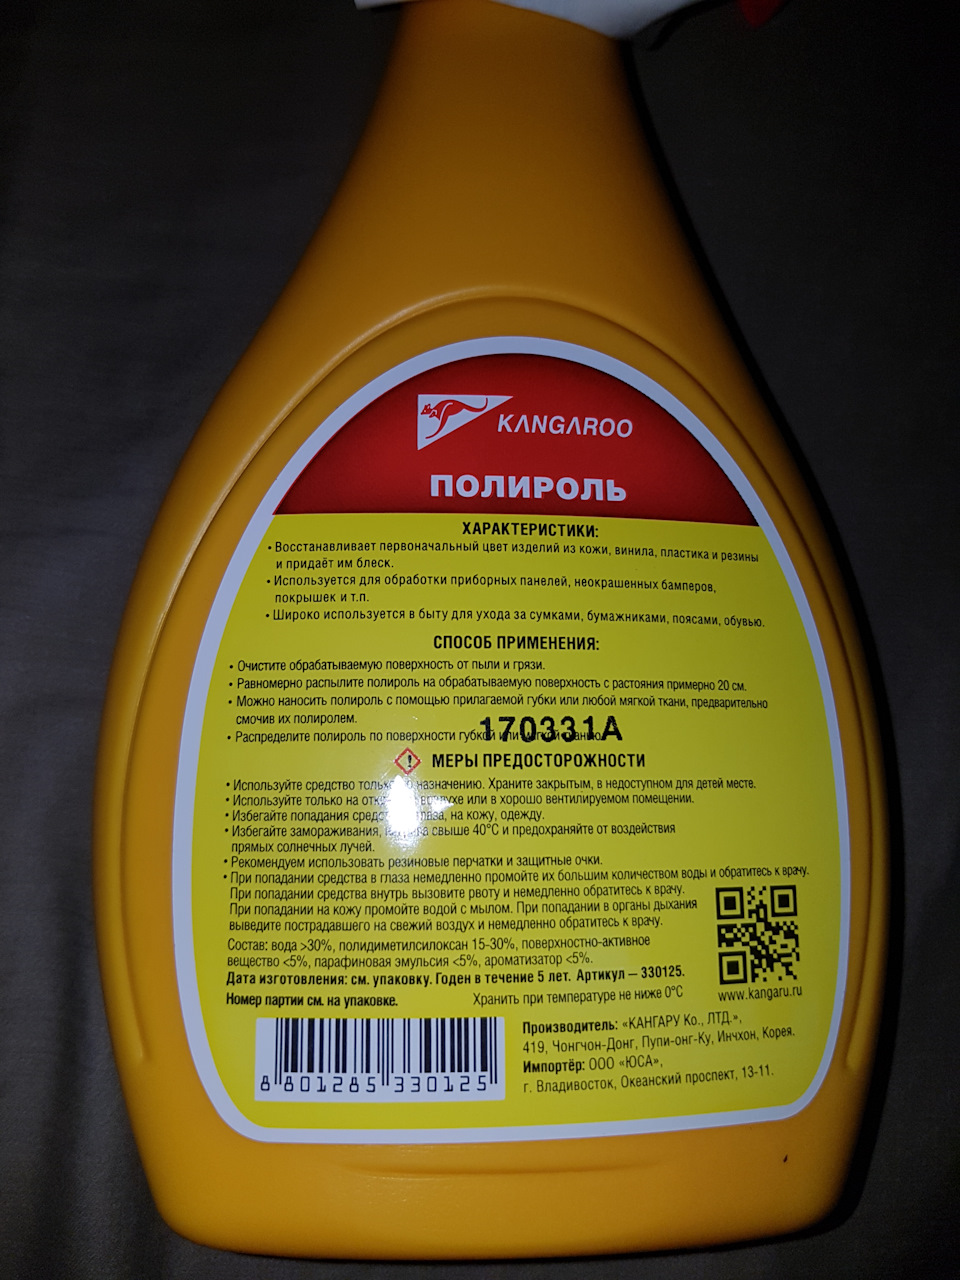 KANGAROO
ПОЛИРОЛЬ
ХАРАКТЕРИСТИКИ:
• Восстанавливает первоначальный цвет изделий из кожи, винила, пластика и резины
и придаёт им блеск.
• Используется для обработки приборных панелей, неокрашенных бамперов,
покрышек и т.п.
• Широко используется в быту для ухода за сумками, бумажниками, поясами, обувью.
СПОСОБ ПРИМЕНЕНИЯ:
• Очистите обрабатываемую поверхность от пыли и грязи.
• Равномерно распылите полироль на обрабатываемую поверхность с растояния примерно 20 см.
• Можно наносить полироль с помощью прилагаемой губки или любой мягкой ткани, предварительно
смочив их полиролем.
170331A
• Распределите полироль по поверхности губкой или мягкой тканью.
! МЕРЫ ПРЕДОСТОРОЖНОСТИ
• Используйте средство только назначению. Храните закрытым, в недоступном для детей месте.
• Используйте только на воздухе или в хорошо вентилируемом помещении.
• Избегайте попадания глаза, на кожу, одежду.
• Избегайте замораживания, свыше 40°С и предохраняйте от воздействия
прямых солнечных лучей.
• Рекомендуем использовать резиновые перчатки и защитные очки.
• При попадании средства в глаза немедленно промойте их большим количеством воды и обратитесь к врачу.
При попадании средства внутрь вызовите рвоту и немедленно обратитесь к врачу.
При попадании на кожу промойте водой с мылом. При попадании в органы дыхания
выведите пострадавшего на свежий воздух и немедленно обратитесь к врачу.
Состав: вода >30%, полидиметилсилоксан 15-30%, поверхностно-активное
вещество <5%, парафиновая эмульсия <5%, ароматизатор <5%.
Дата изготовления: см. упаковку. Годен в течение 5 лет. Артикул – 330125.
Номер партии см. на упаковке. Хранить при температуре не ниже 0°С
www.kangaru.ru
Производитель: «КАНГАРУ Ко., ЛТД.»,
419, Чонгчон-Донг, Пупи-онг-Ку, Инчхон, Корея.
Импортёр: ООО «ЮСА»,
г. Владивосток, Океанский проспект, 13-11.
8 801285 330125